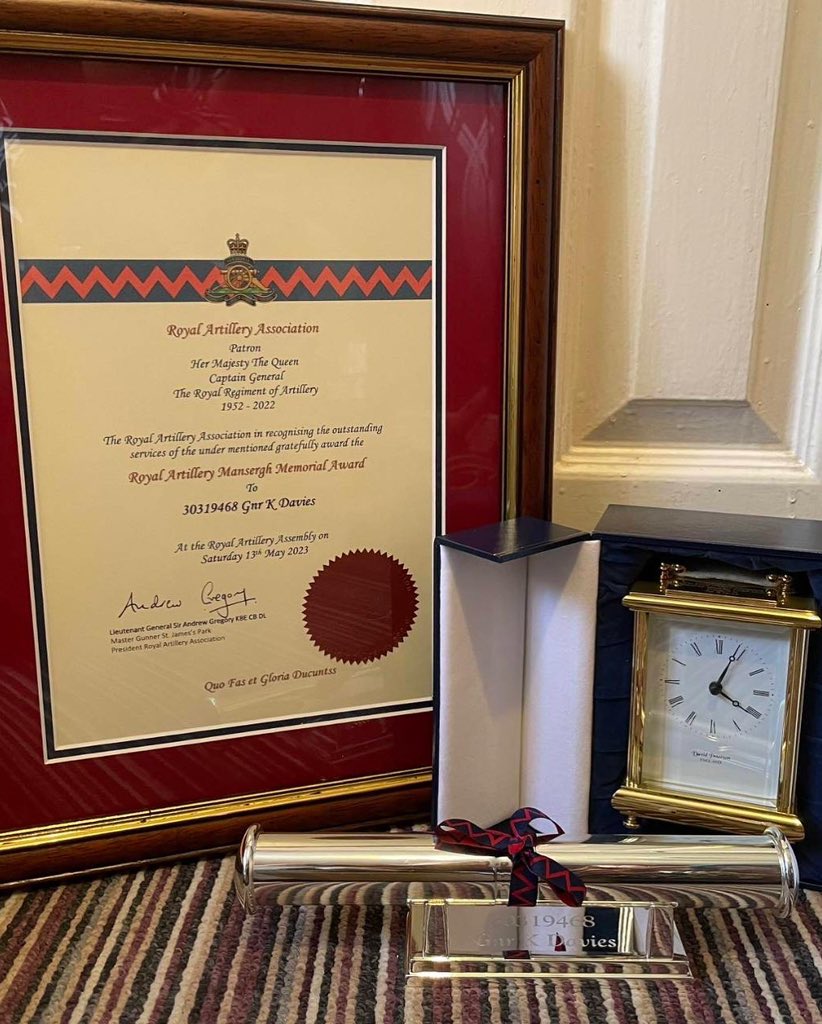 Royal Artillery Association
Patron
Her Majesty The Queen
Captain General
The Royal Regiment of Artillery
1952 - 2022
The Royal Artillery Association in recognising the outstanding
services of the under mentioned gratefully award the
Royal Artillery Mansergh Memorial Award
To
30319468 Gnr K Davies
At the Royal Artillery Assembly on
Saturday 13th May 2023
Andrew Gregory
Lieutenant General Sir Andrew Gregory KBE CB DL
Master Gunner St. James's Park
President Royal Artillery Association
Quo Fas et Gloria Ducuntss
David
30319468
Gnr K Davies